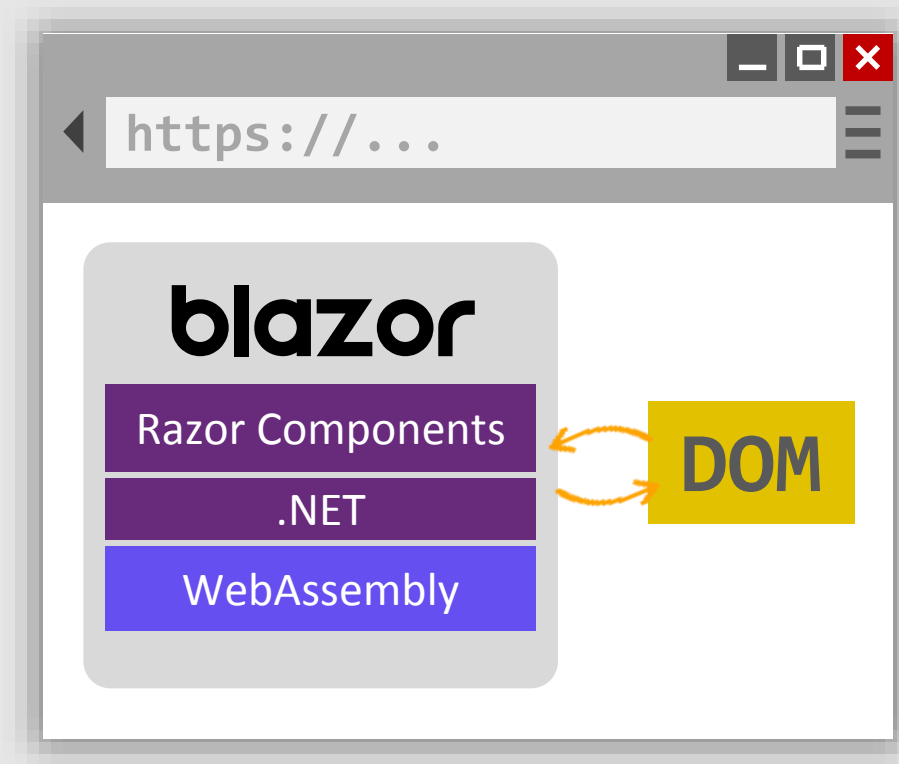 https://...
blazor
Razor Components
.NET
WebAssembly
DOM